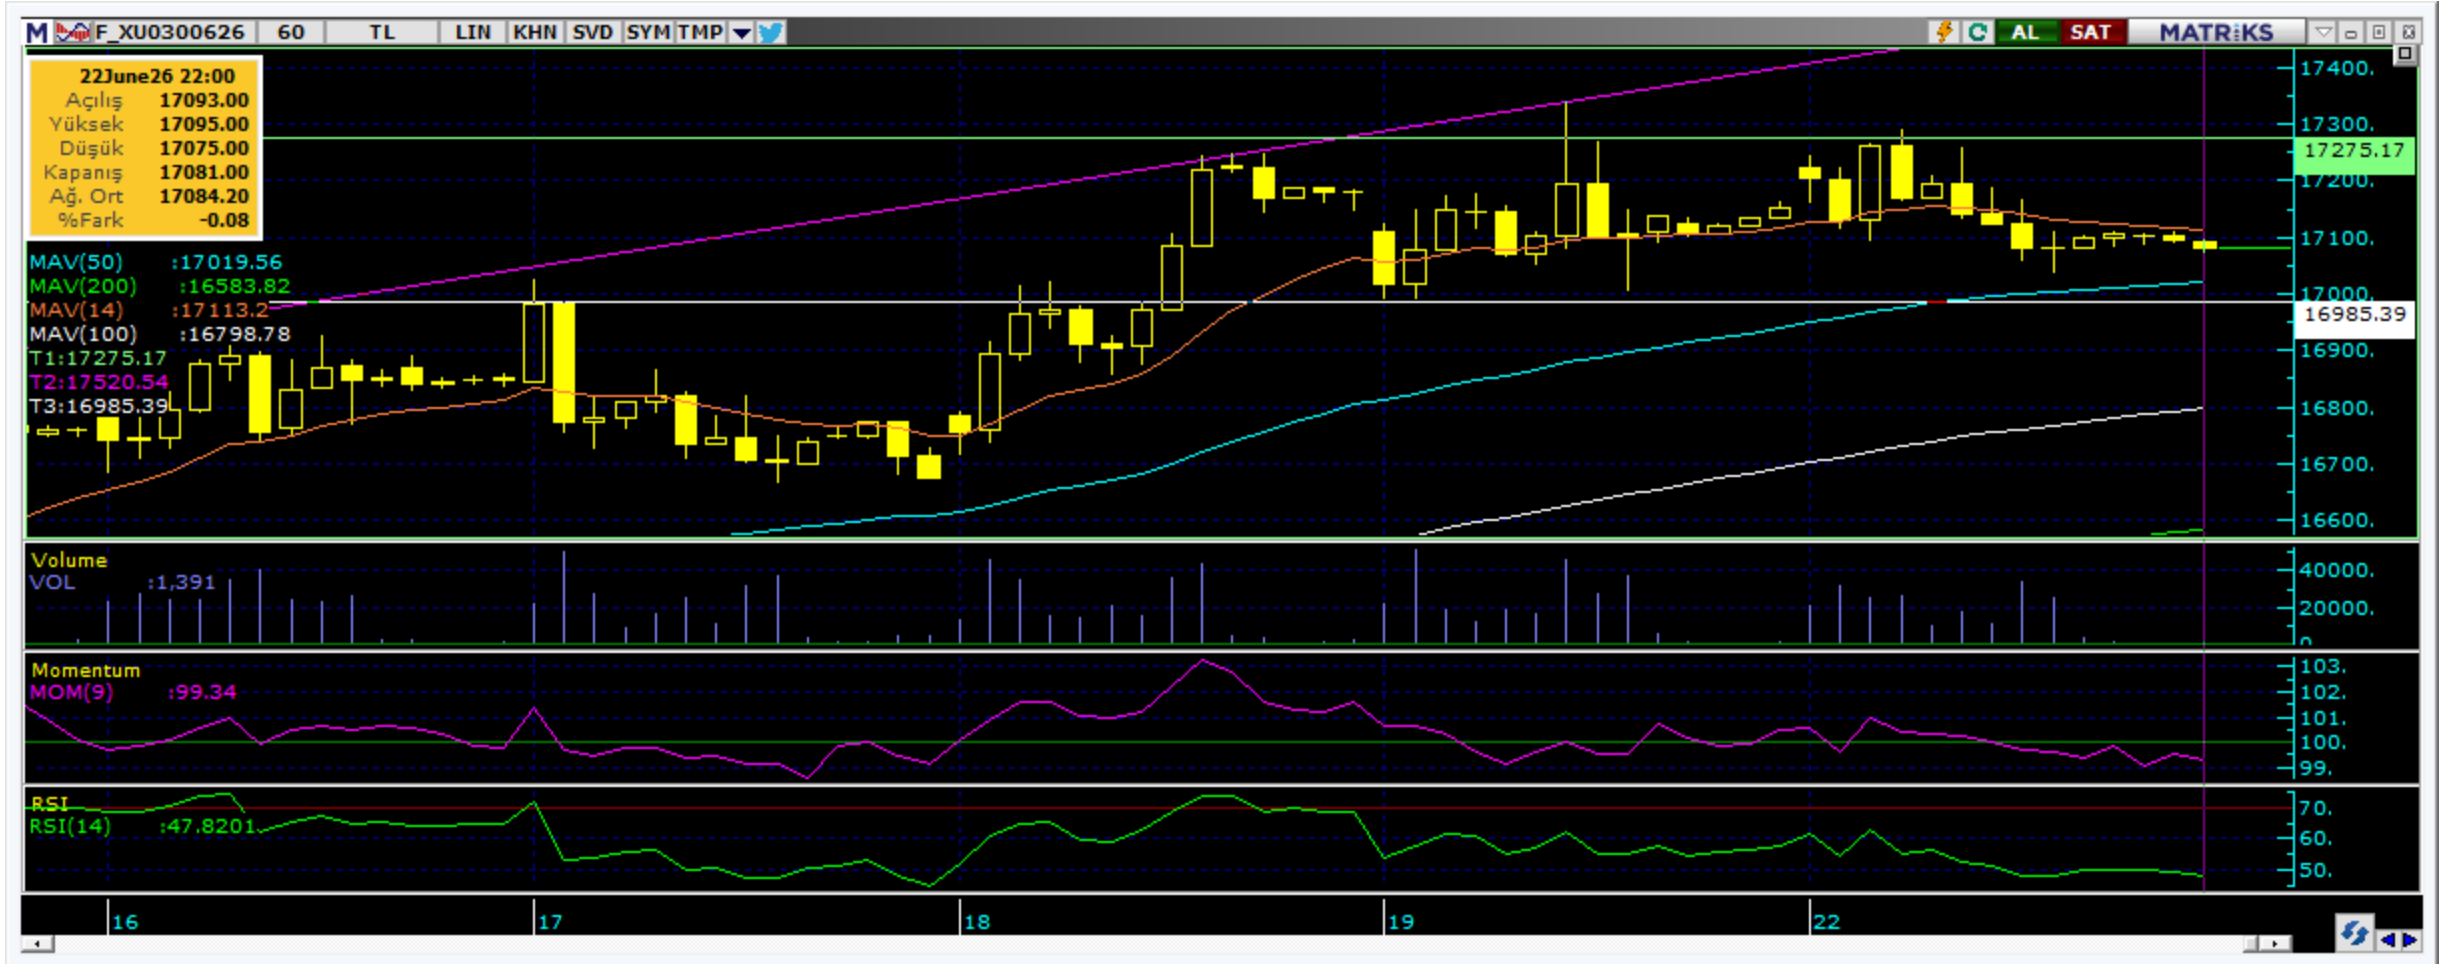 M F_XU0300626 60 TL LIN KHN SVD SYM TMP AL SAT MATRiKS
22June26 22:00
Açılış 17093.00
Yüksek 17095.00
Düşük 17075.00
Kapanış 17081.00
Ağ. Ort 17084.20
%Fark -0.08
MAV(50) :17019.56
MAV(200) :16583.82
MAV(14) :17113.2
MAV(100) :16798.78
T1:17275.17
T2:17520.54
T3:16985.39
17400.
17300.
17275.17
17200.
17100.
17000.
16985.39
16900.
16800.
16700.
16600.
Volume
VOL :1,391
40000.
20000.
0
Momentum
MOM(9) :99.34
103.
102.
101.
100.
99.
RSI
RSI(14) :47.8201
70.
60.
50.
16 17 18 19 22